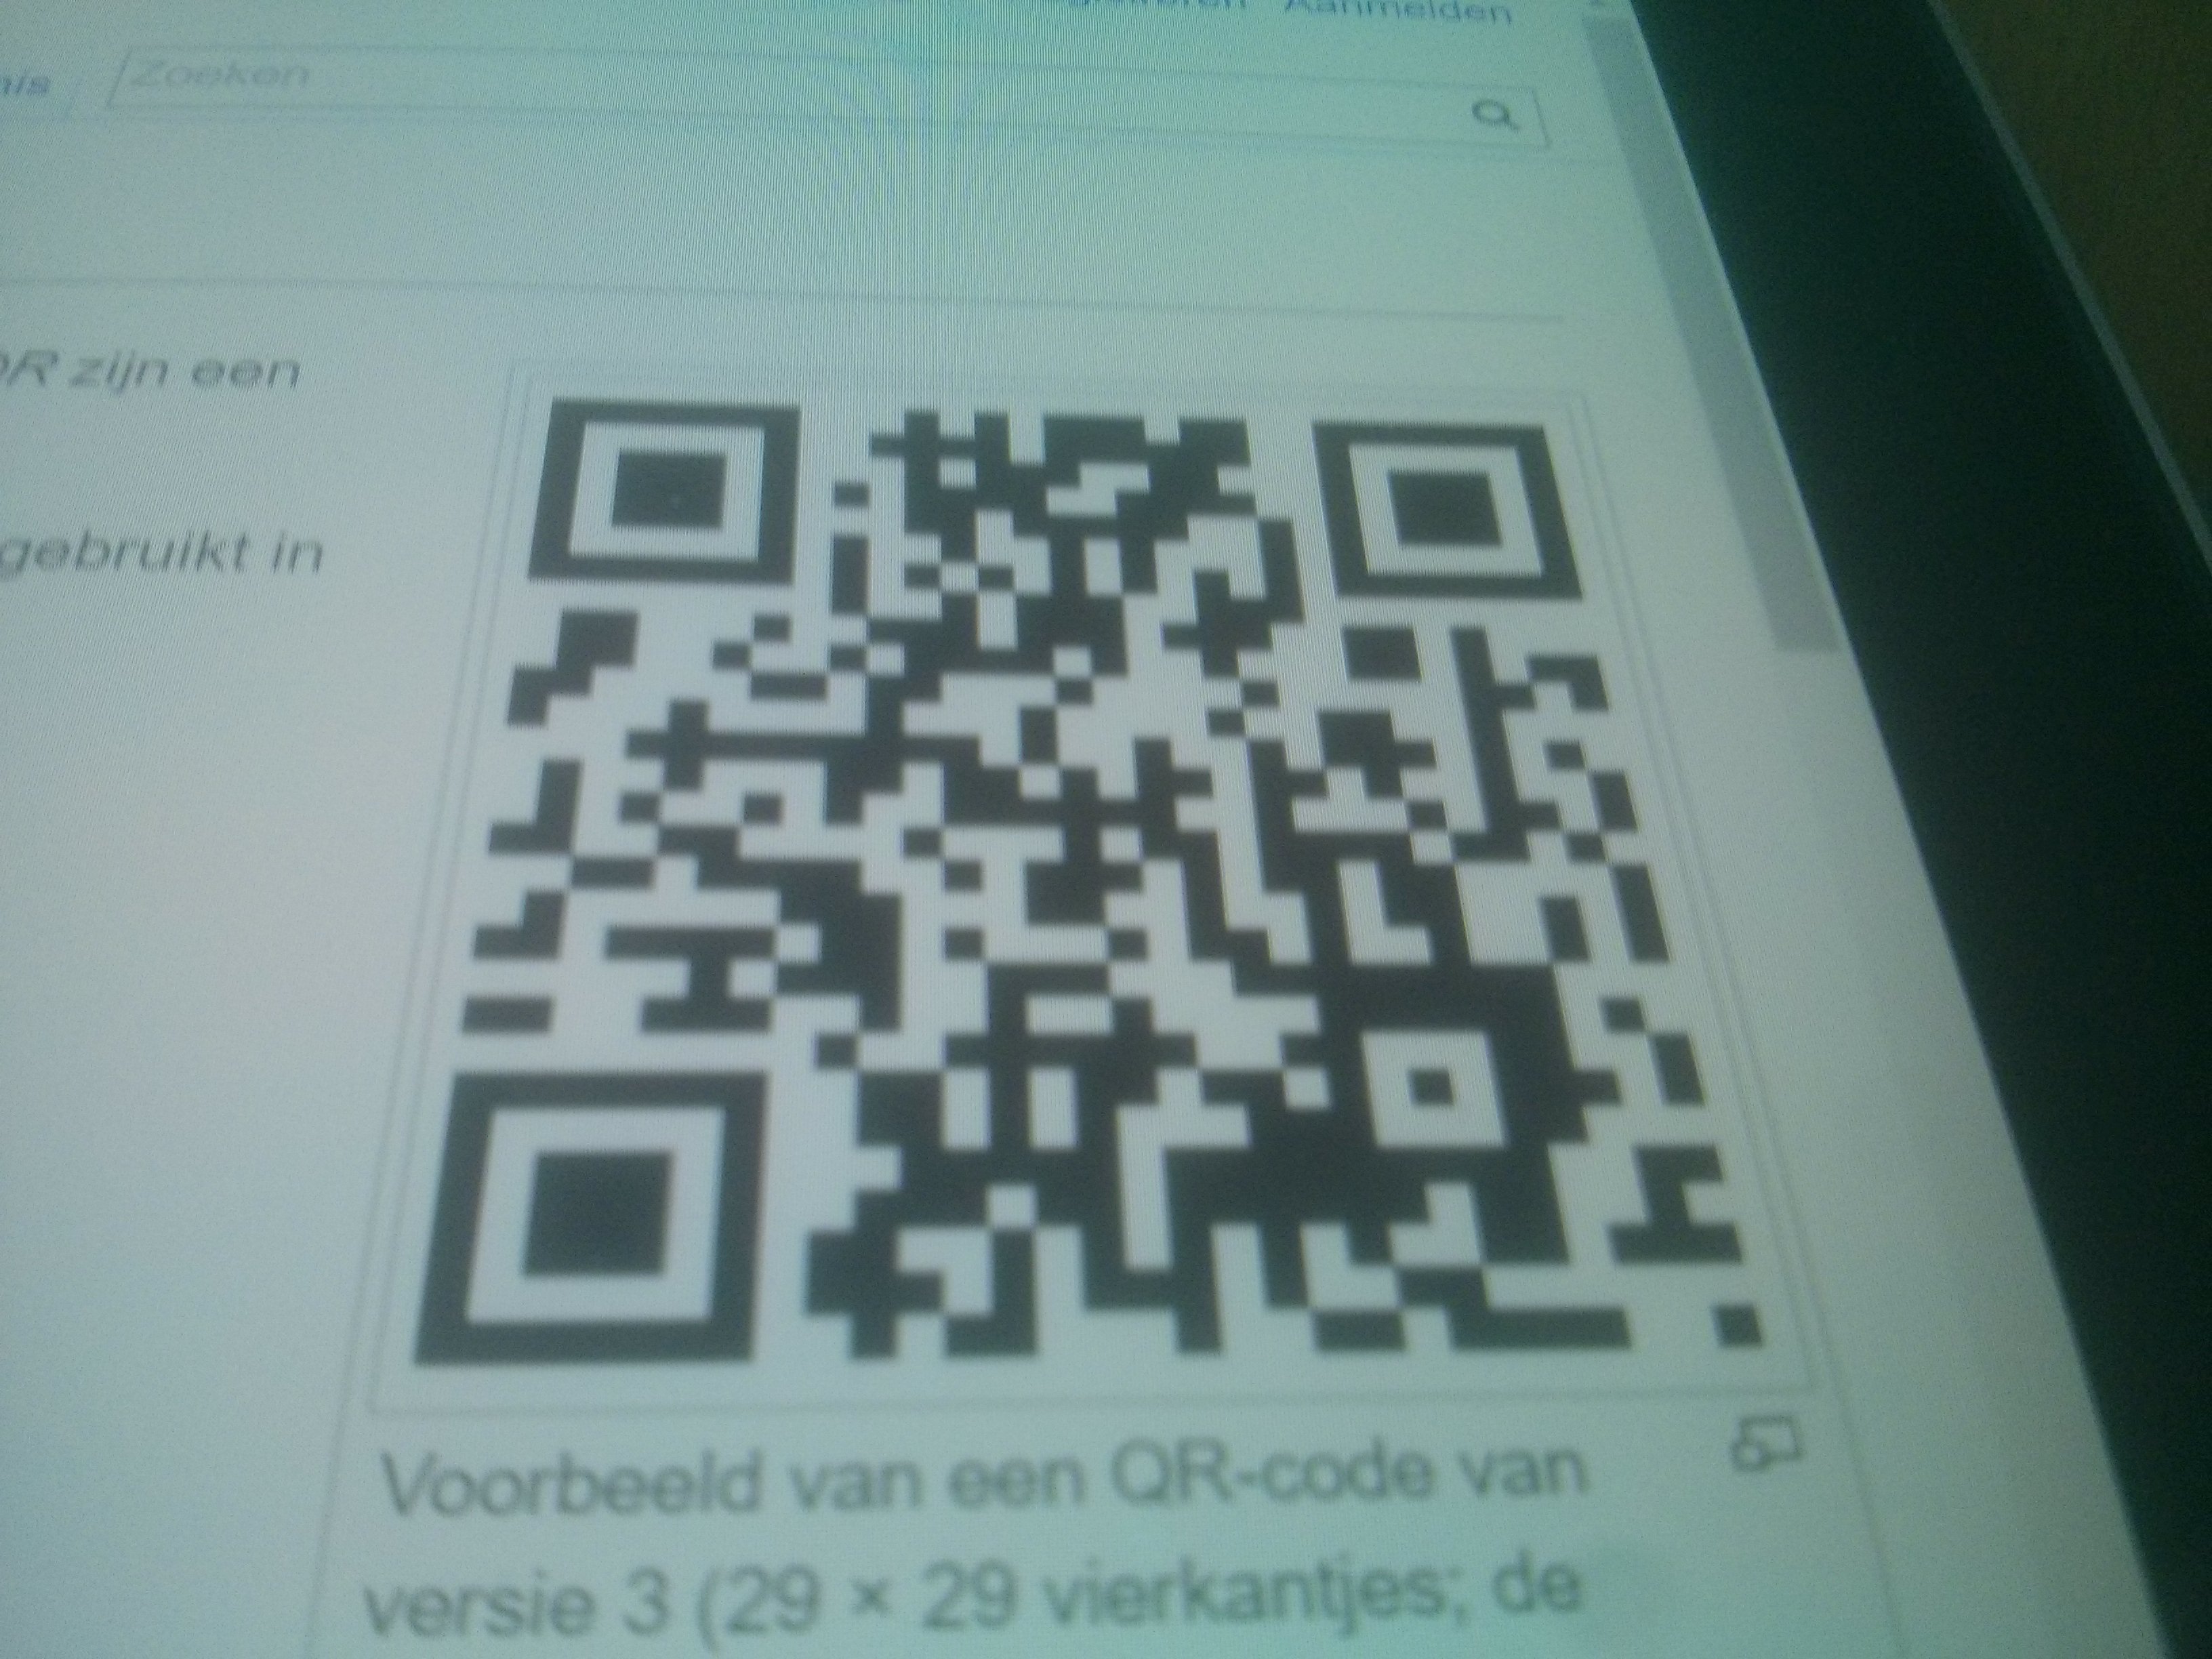 Aanmelden
Zoeken
zijn een
gebruikt in
Voorbeeld van een QR-code van
versie 3 (29 × 29 vierkantjes; de